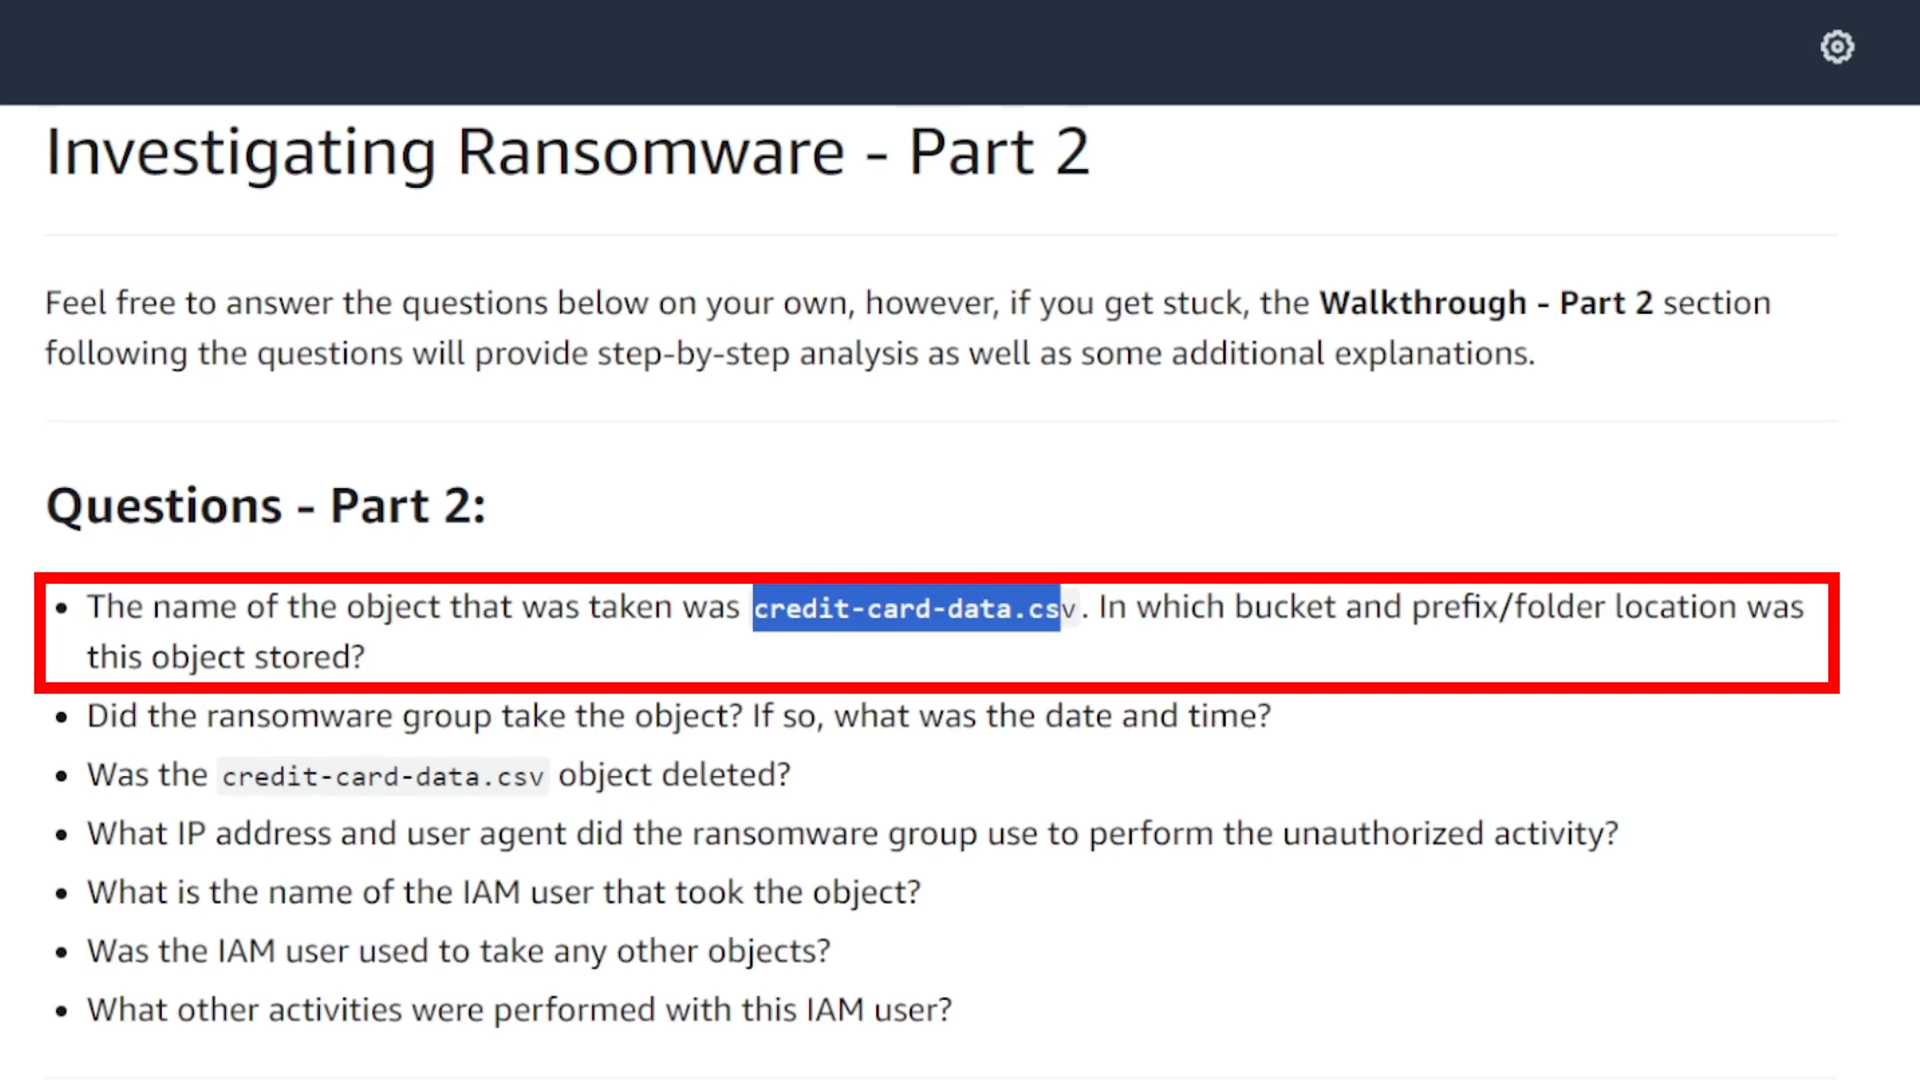 Investigating Ransomware - Part 2
Feel free to answer the questions below on your own, however, if you get stuck, the Walkthrough - Part 2 section
following the questions will provide step-by-step analysis as well as some additional explanations.
Questions - Part 2:
• The name of the object that was taken was credit-card-data.csv. In which bucket and prefix/folder location was
this object stored?
• Did the ransomware group take the object? If so, what was the date and time?
• Was the credit-card-data.csv object deleted?
• What IP address and user agent did the ransomware group use to perform the unauthorized activity?
• What is the name of the IAM user that took the object?
• Was the IAM user used to take any other objects?
• What other activities were performed with this IAM user?